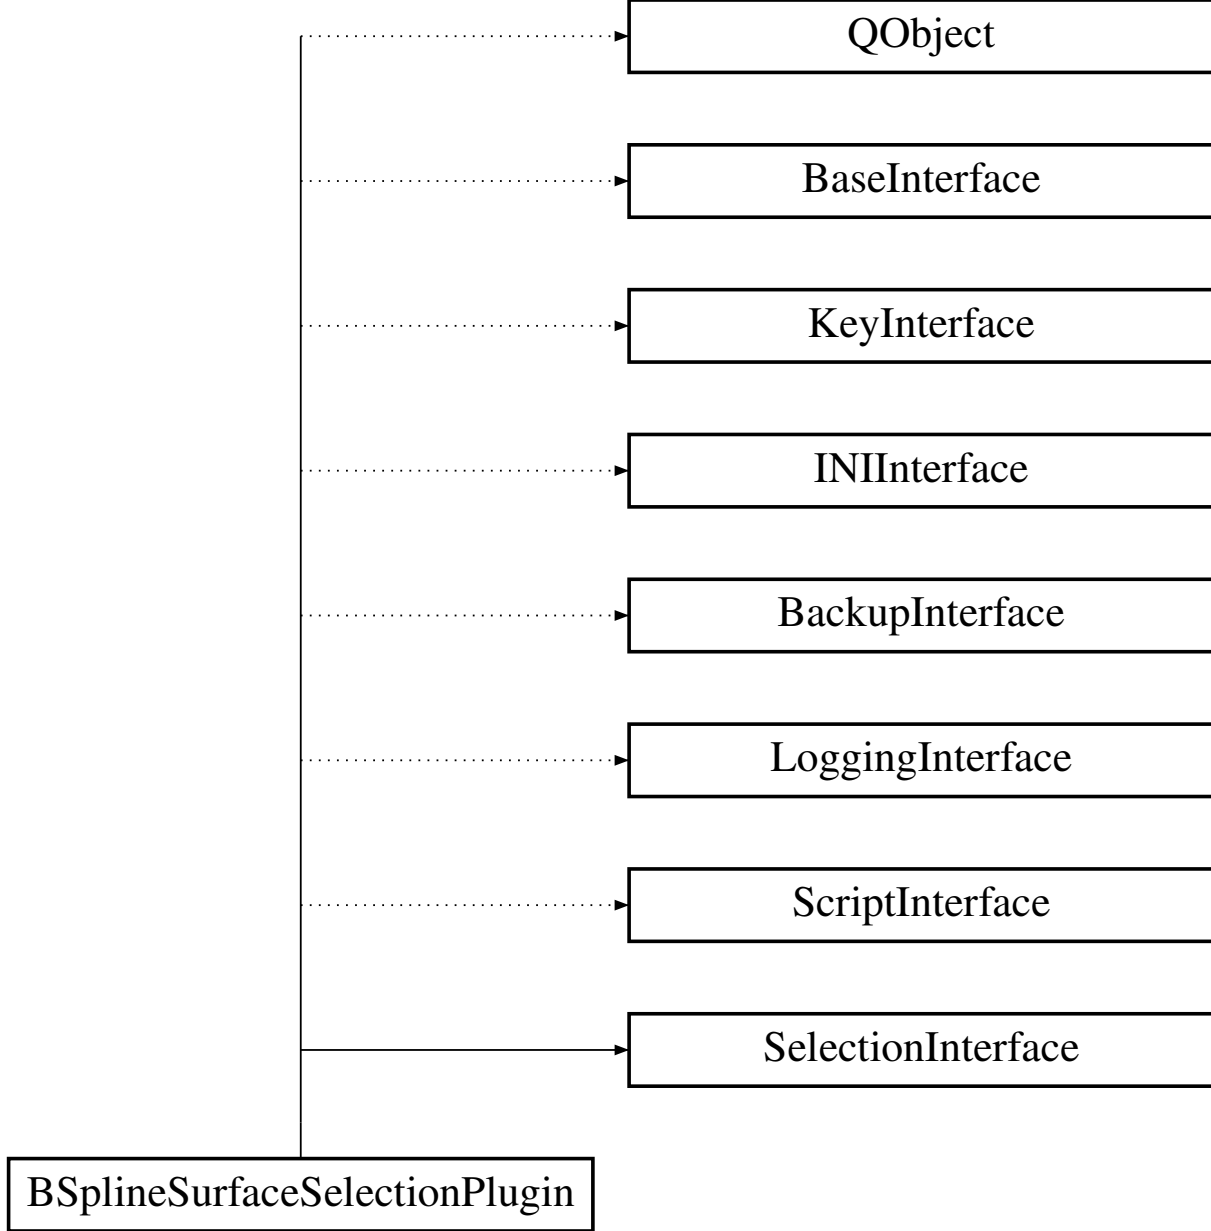 QObject
BaseInterface
KeyInterface
INIInterface
BackupInterface
LoggingInterface
ScriptInterface
SelectionInterface
BSplineSurfaceSelectionPlugin